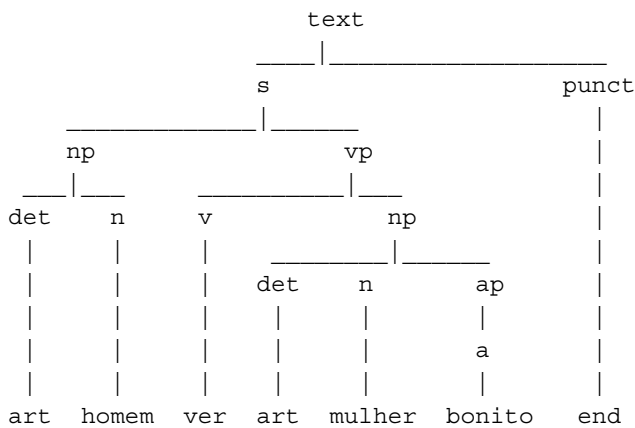 text
s punct
np vp
det n v np
det n ap
a
art homem ver art mulher bonito end